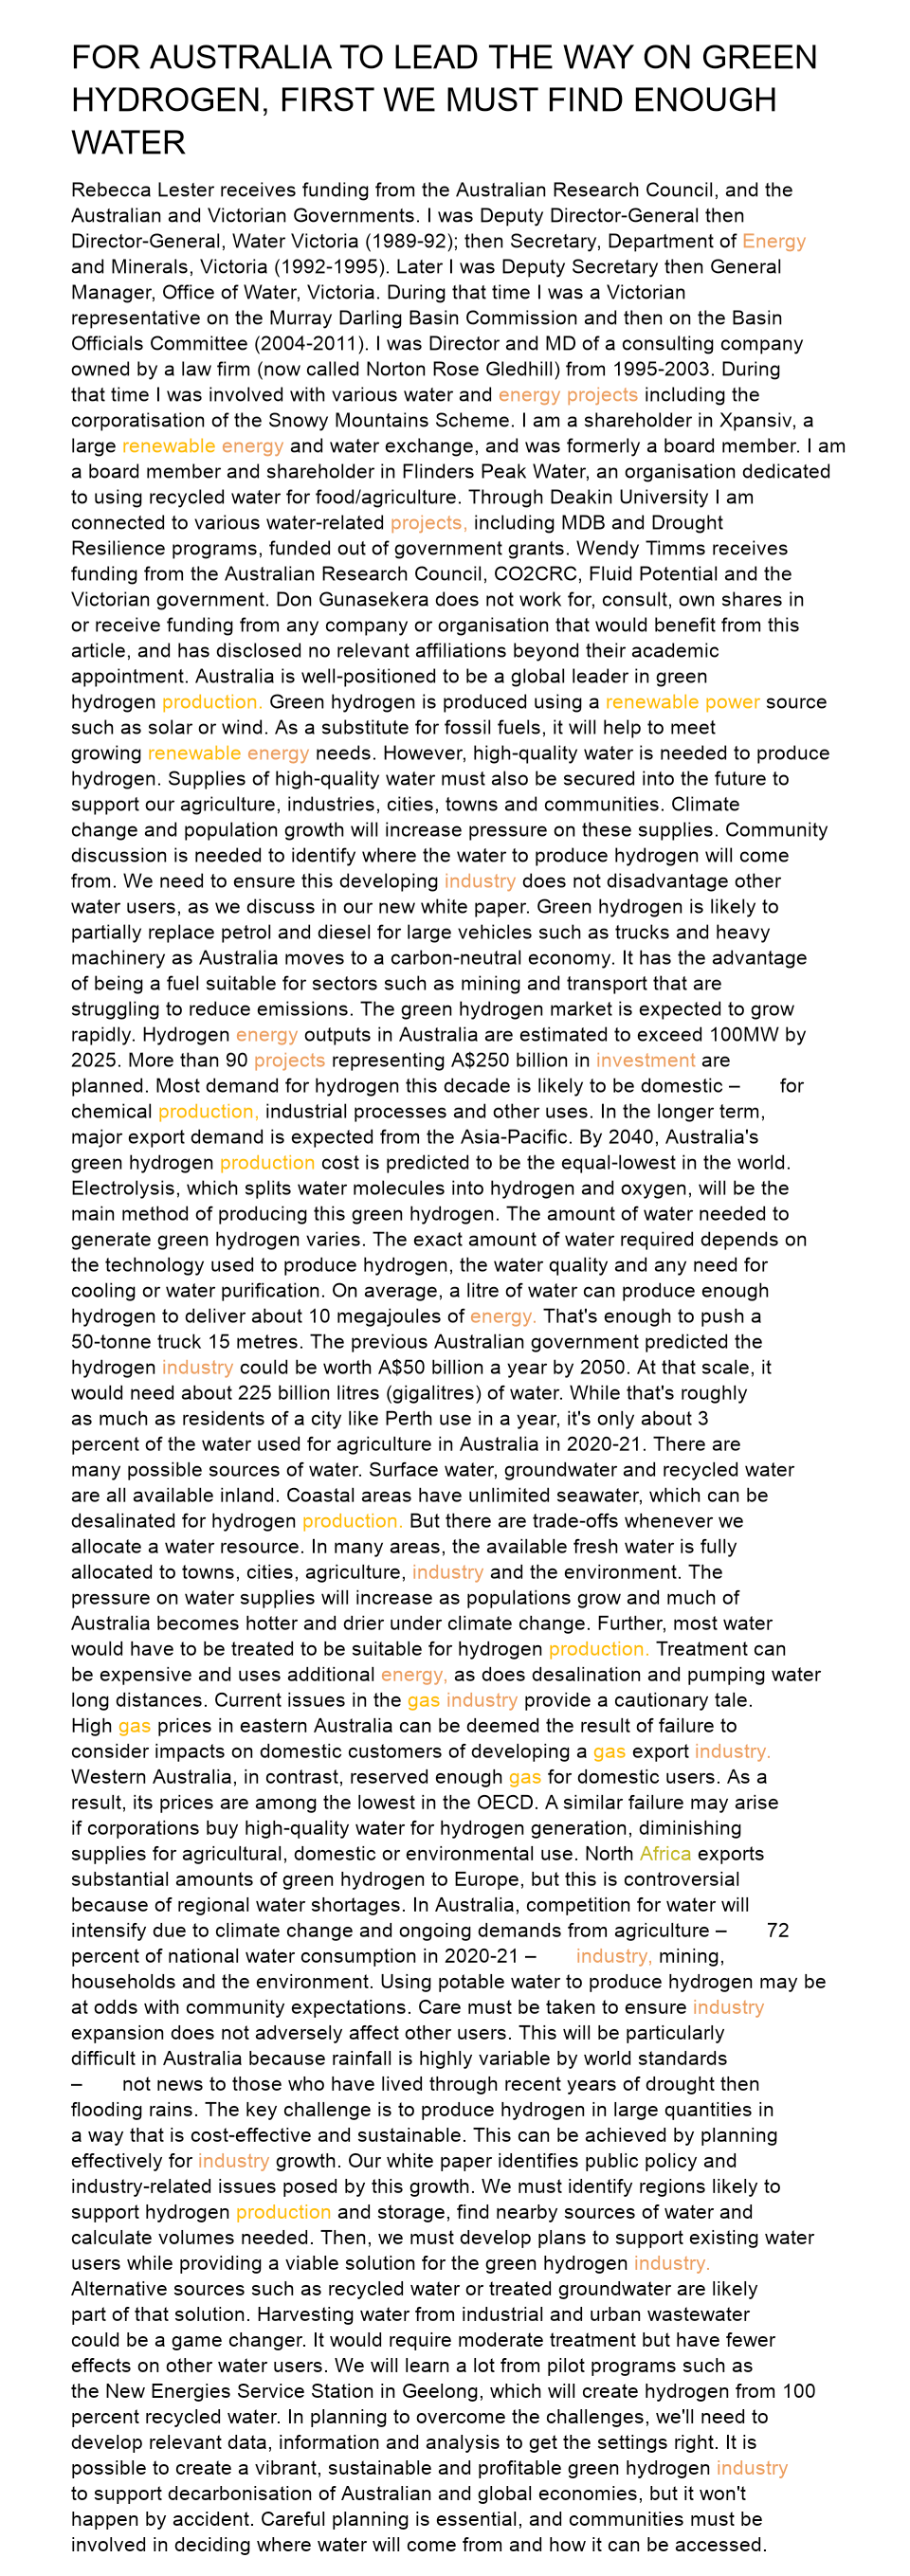 FOR AUSTRALIA TO LEAD THE WAY ON GREEN
HYDROGEN, FIRST WE MUST FIND ENOUGH
WATER
Rebecca Lester receives funding from the Australian Research Council, and the
Australian and Victorian Governments. I was Deputy Director-General then
Director-General, Water Victoria (1989-92); then Secretary, Department of Energy
and Minerals, Victoria (1992-1995). Later I was Deputy Secretary then General
Manager, Office of Water, Victoria. During that time I was a Victorian
representative on the Murray Darling Basin Commission and then on the Basin
Officials Committee (2004-2011). I was Director and MD of a consulting company
owned by a law firm (now called Norton Rose Gledhill) from 1995-2003. During
that time I was involved with various water and energy projects including the
corporatisation of the Snowy Mountains Scheme. I am a shareholder in Xpansiv, a
large renewable energy and water exchange, and was formerly a board member. I am
a board member and shareholder in Flinders Peak Water, an organisation dedicated
to using recycled water for food/agriculture. Through Deakin University I am
connected to various water-related projects, including MDB and Drought
Resilience programs, funded out of government grants. Wendy Timms receives
funding from the Australian Research Council, CO2CRC, Fluid Potential and the
Victorian government. Don Gunasekera does not work for, consult, own shares in
or receive funding from any company or organisation that would benefit from this
article, and has disclosed no relevant affiliations beyond their academic
appointment. Australia is well-positioned to be a global leader in green
hydrogen production. Green hydrogen is produced using a renewable power source
such as solar or wind. As a substitute for fossil fuels, it will help to meet
growing renewable energy needs. However, high-quality water is needed to produce
hydrogen. Supplies of high-quality water must also be secured into the future to
support our agriculture, industries, cities, towns and communities. Climate
change and population growth will increase pressure on these supplies. Community
discussion is needed to identify where the water to produce hydrogen will come
from. We need to ensure this developing industry does not disadvantage other
water users, as we discuss in our new white paper. Green hydrogen is likely to
partially replace petrol and diesel for large vehicles such as trucks and heavy
machinery as Australia moves to a carbon-neutral economy. It has the advantage
of being a fuel suitable for sectors such as mining and transport that are
struggling to reduce emissions. The green hydrogen market is expected to grow
rapidly. Hydrogen energy outputs in Australia are estimated to exceed 100MW by
2025. More than 90 projects representing A$250 billion in investment are
planned. Most demand for hydrogen this decade is likely to be domestic – for
chemical production, industrial processes and other uses. In the longer term,
major export demand is expected from the Asia-Pacific. By 2040, Australia's
green hydrogen production cost is predicted to be the equal-lowest in the world.
Electrolysis, which splits water molecules into hydrogen and oxygen, will be the
main method of producing this green hydrogen. The amount of water needed to
generate green hydrogen varies. The exact amount of water required depends on
the technology used to produce hydrogen, the water quality and any need for
cooling or water purification. On average, a litre of water can produce enough
hydrogen to deliver about 10 megajoules of energy. That's enough to push a
50-tonne truck 15 metres. The previous Australian government predicted the
hydrogen industry could be worth A$50 billion a year by 2050. At that scale, it
would need about 225 billion litres (gigalitres) of water. While that's roughly
as much as residents of a city like Perth use in a year, it's only about 3
percent of the water used for agriculture in Australia in 2020-21. There are
many possible sources of water. Surface water, groundwater and recycled water
are all available inland. Coastal areas have unlimited seawater, which can be
desalinated for hydrogen production. But there are trade-offs whenever we
allocate a water resource. In many areas, the available fresh water is fully
allocated to towns, cities, agriculture, industry and the environment. The
pressure on water supplies will increase as populations grow and much of
Australia becomes hotter and drier under climate change. Further, most water
would have to be treated to be suitable for hydrogen production. Treatment can
be expensive and uses additional energy, as does desalination and pumping water
long distances. Current issues in the gas industry provide a cautionary tale.
High gas prices in eastern Australia can be deemed the result of failure to
consider impacts on domestic customers of developing a gas export industry.
Western Australia, in contrast, reserved enough gas for domestic users. As a
result, its prices are among the lowest in the OECD. A similar failure may arise
if corporations buy high-quality water for hydrogen generation, diminishing
supplies for agricultural, domestic or environmental use. North Africa exports
substantial amounts of green hydrogen to Europe, but this is controversial
because of regional water shortages. In Australia, competition for water will
intensify due to climate change and ongoing demands from agriculture – 72
percent of national water consumption in 2020-21 – industry, mining,
households and the environment. Using potable water to produce hydrogen may be
at odds with community expectations. Care must be taken to ensure industry
expansion does not adversely affect other users. This will be particularly
difficult in Australia because rainfall is highly variable by world standards
– not news to those who have lived through recent years of drought then
flooding rains. The key challenge is to produce hydrogen in large quantities in
a way that is cost-effective and sustainable. This can be achieved by planning
effectively for industry growth. Our white paper identifies public policy and
industry-related issues posed by this growth. We must identify regions likely to
support hydrogen production and storage, find nearby sources of water and
calculate volumes needed. Then, we must develop plans to support existing water
users while providing a viable solution for the green hydrogen industry.
Alternative sources such as recycled water or treated groundwater are likely
part of that solution. Harvesting water from industrial and urban wastewater
could be a game changer. It would require moderate treatment but have fewer
effects on other water users. We will learn a lot from pilot programs such as
the New Energies Service Station in Geelong, which will create hydrogen from 100
percent recycled water. In planning to overcome the challenges, we'll need to
develop relevant data, information and analysis to get the settings right. It is
possible to create a vibrant, sustainable and profitable green hydrogen industry
to support decarbonisation of Australian and global economies, but it won't
happen by accident. Careful planning is essential, and communities must be
involved in deciding where water will come from and how it can be accessed.